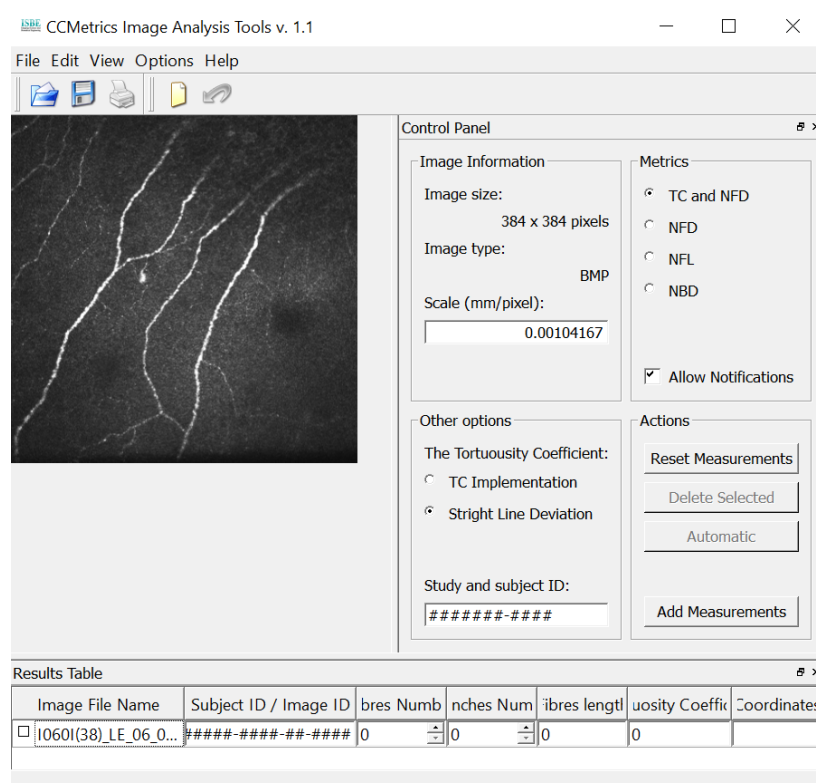 ISBE CCMetrics Image Analysis Tools v. 1.1
File Edit View Options Help
Control Panel
Image Information
Image size:
384 x 384 pixels
Image type:
BMP
Scale (mm/pixel):
0.00104167
Metrics
TC and NFD
NFD
NFL
NBD
Allow Notifications
Other options
The Tortuousity Coefficient:
TC Implementation
Stright Line Deviation
Study and subject ID:
#######-####
Actions
Reset Measurements
Delete Selected
Automatic
Add Measurements
Results Table
Image File Name Subject ID / Image ID bres Numb nches Num ibres lengtl uosity Coeffic Coordinates
I060I(38)_LE_06_0... #####-####-##-#### 0 0 0 0